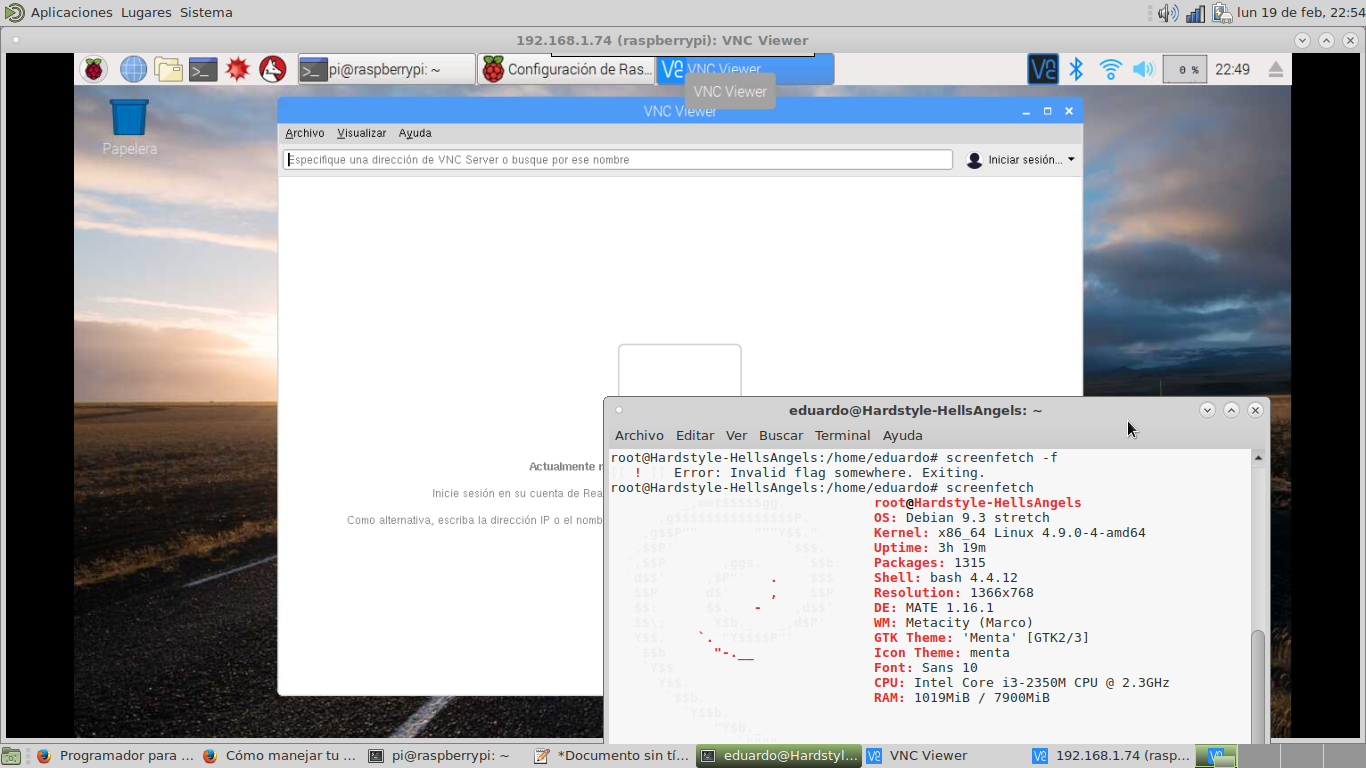 Aplicaciones Lugares Sistema
lun 19 de feb, 22:54
192.168.1.74 (raspberrypi): VNC Viewer
pi@raspberrypi: ~
Configuración de Ras...
VNC Viewer
0 %
22:49
VNC Viewer
Papelera
VNC Viewer
Archivo Visualizar Ayuda
Especifique una dirección de VNC Server o busque por ese nombre
Iniciar sesión...
Actualmente
Inicie sesión en su cuenta de Rea
Como alternativa, escriba la dirección IP o el nomb
eduardo@Hardstyle-HellsAngels: ~
Archivo Editar Ver Buscar Terminal Ayuda
root@Hardstyle-HellsAngels:/home/eduardo# screenfetch -f
[[ ! ]] Error: Invalid flag somewhere. Exiting.
root@Hardstyle-HellsAngels:/home/eduardo# screenfetch
root@Hardstyle-HellsAngels
OS: Debian 9.3 stretch
Kernel: x86_64 Linux 4.9.0-4-amd64
Uptime: 3h 19m
Packages: 1315
Shell: bash 4.4.12
Resolution: 1366x768
DE: MATE 1.16.1
WM: Metacity (Marco)
GTK Theme: 'Menta' [GTK2/3]
Icon Theme: menta
Font: Sans 10
CPU: Intel Core i3-2350M CPU @ 2.3GHz
RAM: 1019MiB / 7900MiB
Programador para ...
Cómo manejar tu ...
pi@raspberrypi: ~
*Documento sin tí...
eduardo@Hardstyl...
VNC Viewer
192.168.1.74 (rasp...